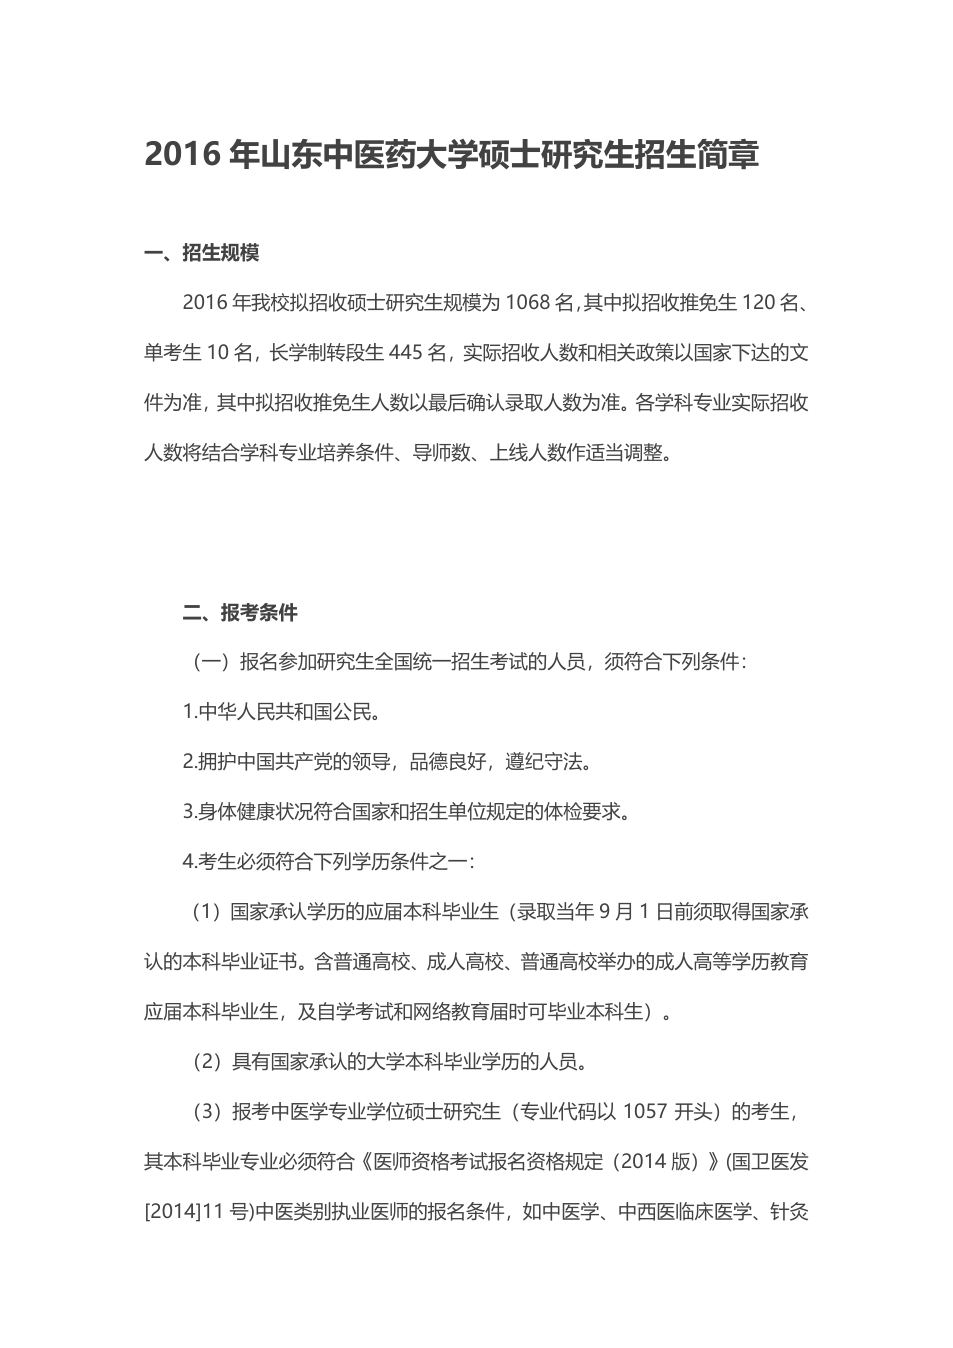 2016 年山东中医药大学硕士研究生招生简章
一、招生规模
2016 年我校拟招收硕士研究生规模为 1068 名，其中拟招收推免生 120 名、
单考生 10 名，长学制转段生 445 名，实际招收人数和相关政策以国家下达的文
件为准，其中拟招收推免生人数以最后确认录取人数为准。各学科专业实际招收
人数将结合学科专业培养条件、导师数、上线人数作适当调整。
二、报考条件
（一）报名参加研究生全国统一招生考试的人员，须符合下列条件：
1.中华人民共和国公民。
2.拥护中国共产党的领导，品德良好，遵纪守法。
3.身体健康状况符合国家和招生单位规定的体检要求。
4.考生必须符合下列学历条件之一：
（1）国家承认学历的应届本科毕业生（录取当年 9 月 1 日前须取得国家承
认的本科毕业证书。含普通高校、成人高校、普通高校举办的成人高等学历教育
应届本科毕业生，及自学考试和网络教育届时可毕业本科生）。
（2）具有国家承认的大学本科毕业学历的人员。
（3）报考中医学专业学位硕士研究生（专业代码以 1057 开头）的考生，
其本科毕业专业必须符合《医师资格考试报名资格规定（2014 版）》(国卫医发
[2014]11 号)中医类别执业医师的报名条件，如中医学、中西医临床医学、针灸